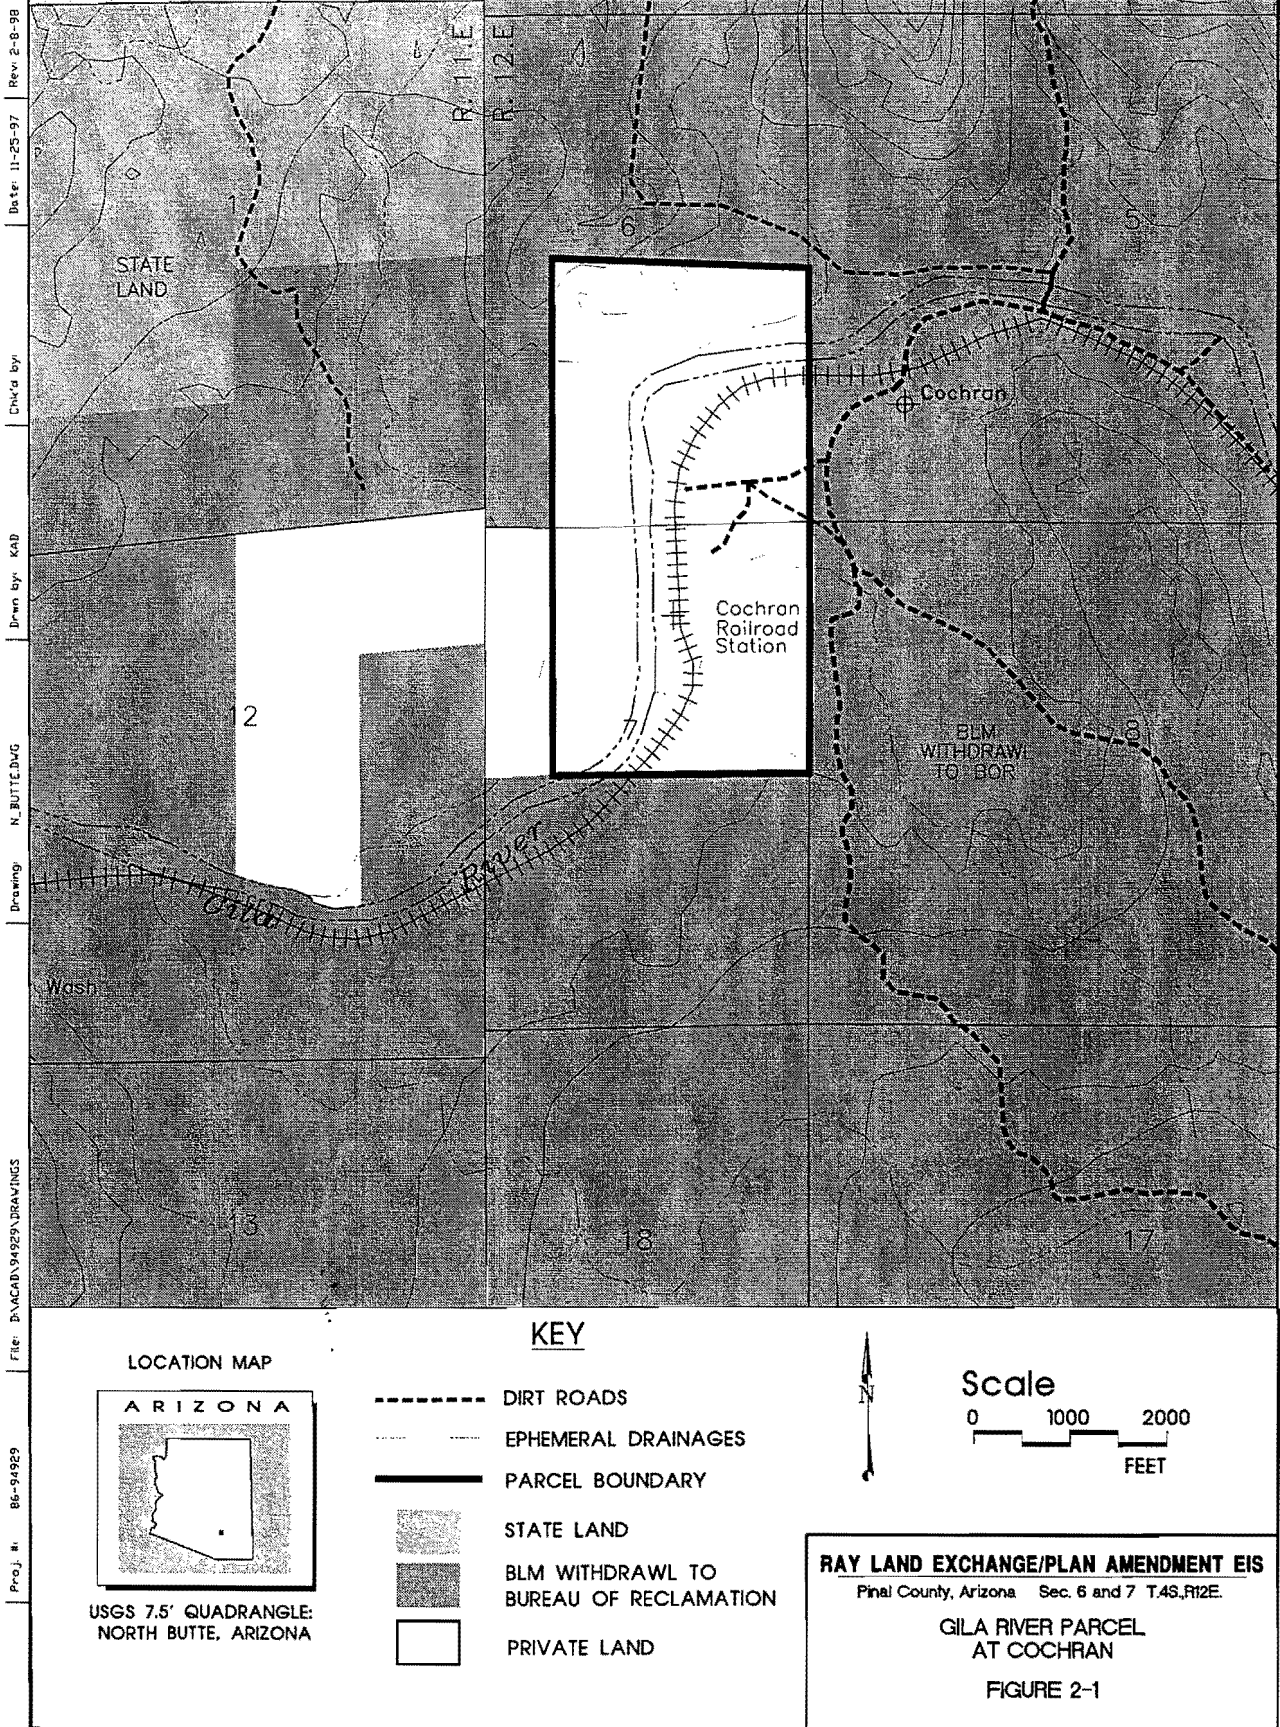 Rev: 2-8-98
Date: 11-25-97
Chk'd by:
Drwn by: KAD
Drawing: N_BUTTE.DWG
File: D:\ACAD\94929\DRAWINGS
Proj. #: 86-94929
R. 11.E
R. 12.E
1
6
5
STATE
LAND
Cochran
Cochran
Railroad
Station
12
7
8
BLM
WITHDRAWL
TO BOR
Gila River
Wash
13
18
17
KEY
LOCATION MAP
ARIZONA
USGS 7.5' QUADRANGLE:
NORTH BUTTE, ARIZONA
DIRT ROADS
EPHEMERAL DRAINAGES
PARCEL BOUNDARY
STATE LAND
BLM WITHDRAWL TO
BUREAU OF RECLAMATION
PRIVATE LAND
N
Scale
0 1000 2000
FEET
RAY LAND EXCHANGE/PLAN AMENDMENT EIS
Pinal County, Arizona Sec. 6 and 7 T.4S.,R12E.
GILA RIVER PARCEL
AT COCHRAN
FIGURE 2-1